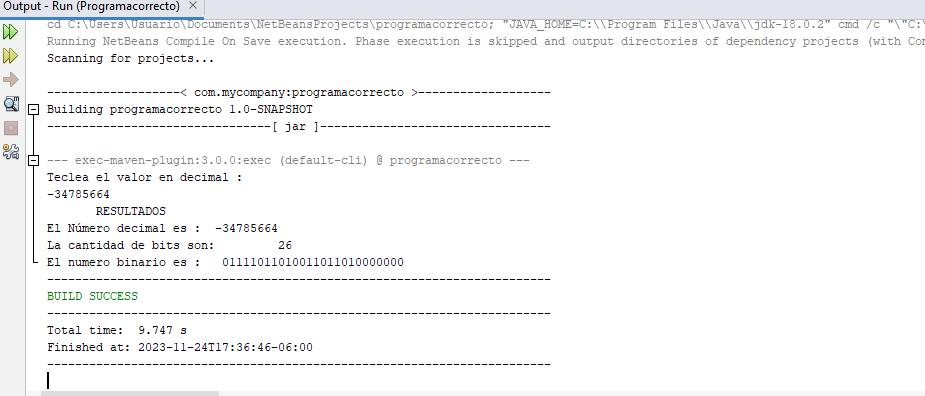 Output - Run (Programacorrecto)
cd C:\Users\Usuario\Documents\NetBeansProjects\programacorrecto; "JAVA_HOME=C:\\Program Files\\Java\\jdk-18.0.2" cmd /c "\"C:\
Running NetBeans Compile On Save execution. Phase execution is skipped and output directories of dependency projects (with Com
Scanning for projects...
-------------------< com.mycompany:programacorrecto >-------------------
Building programacorrecto 1.0-SNAPSHOT
--------------------------------[ jar ]---------------------------------
--- exec-maven-plugin:3.0.0:exec (default-cli) @ programacorrecto ---
Teclea el valor en decimal :
-34785664
RESULTADOS
El Número decimal es :  -34785664
La cantidad de bits son:         26
El numero binario es :   01111011010011011010000000
------------------------------------------------------------------------
BUILD SUCCESS
------------------------------------------------------------------------
Total time:  9.747 s
Finished at: 2023-11-24T17:36:46-06:00
------------------------------------------------------------------------